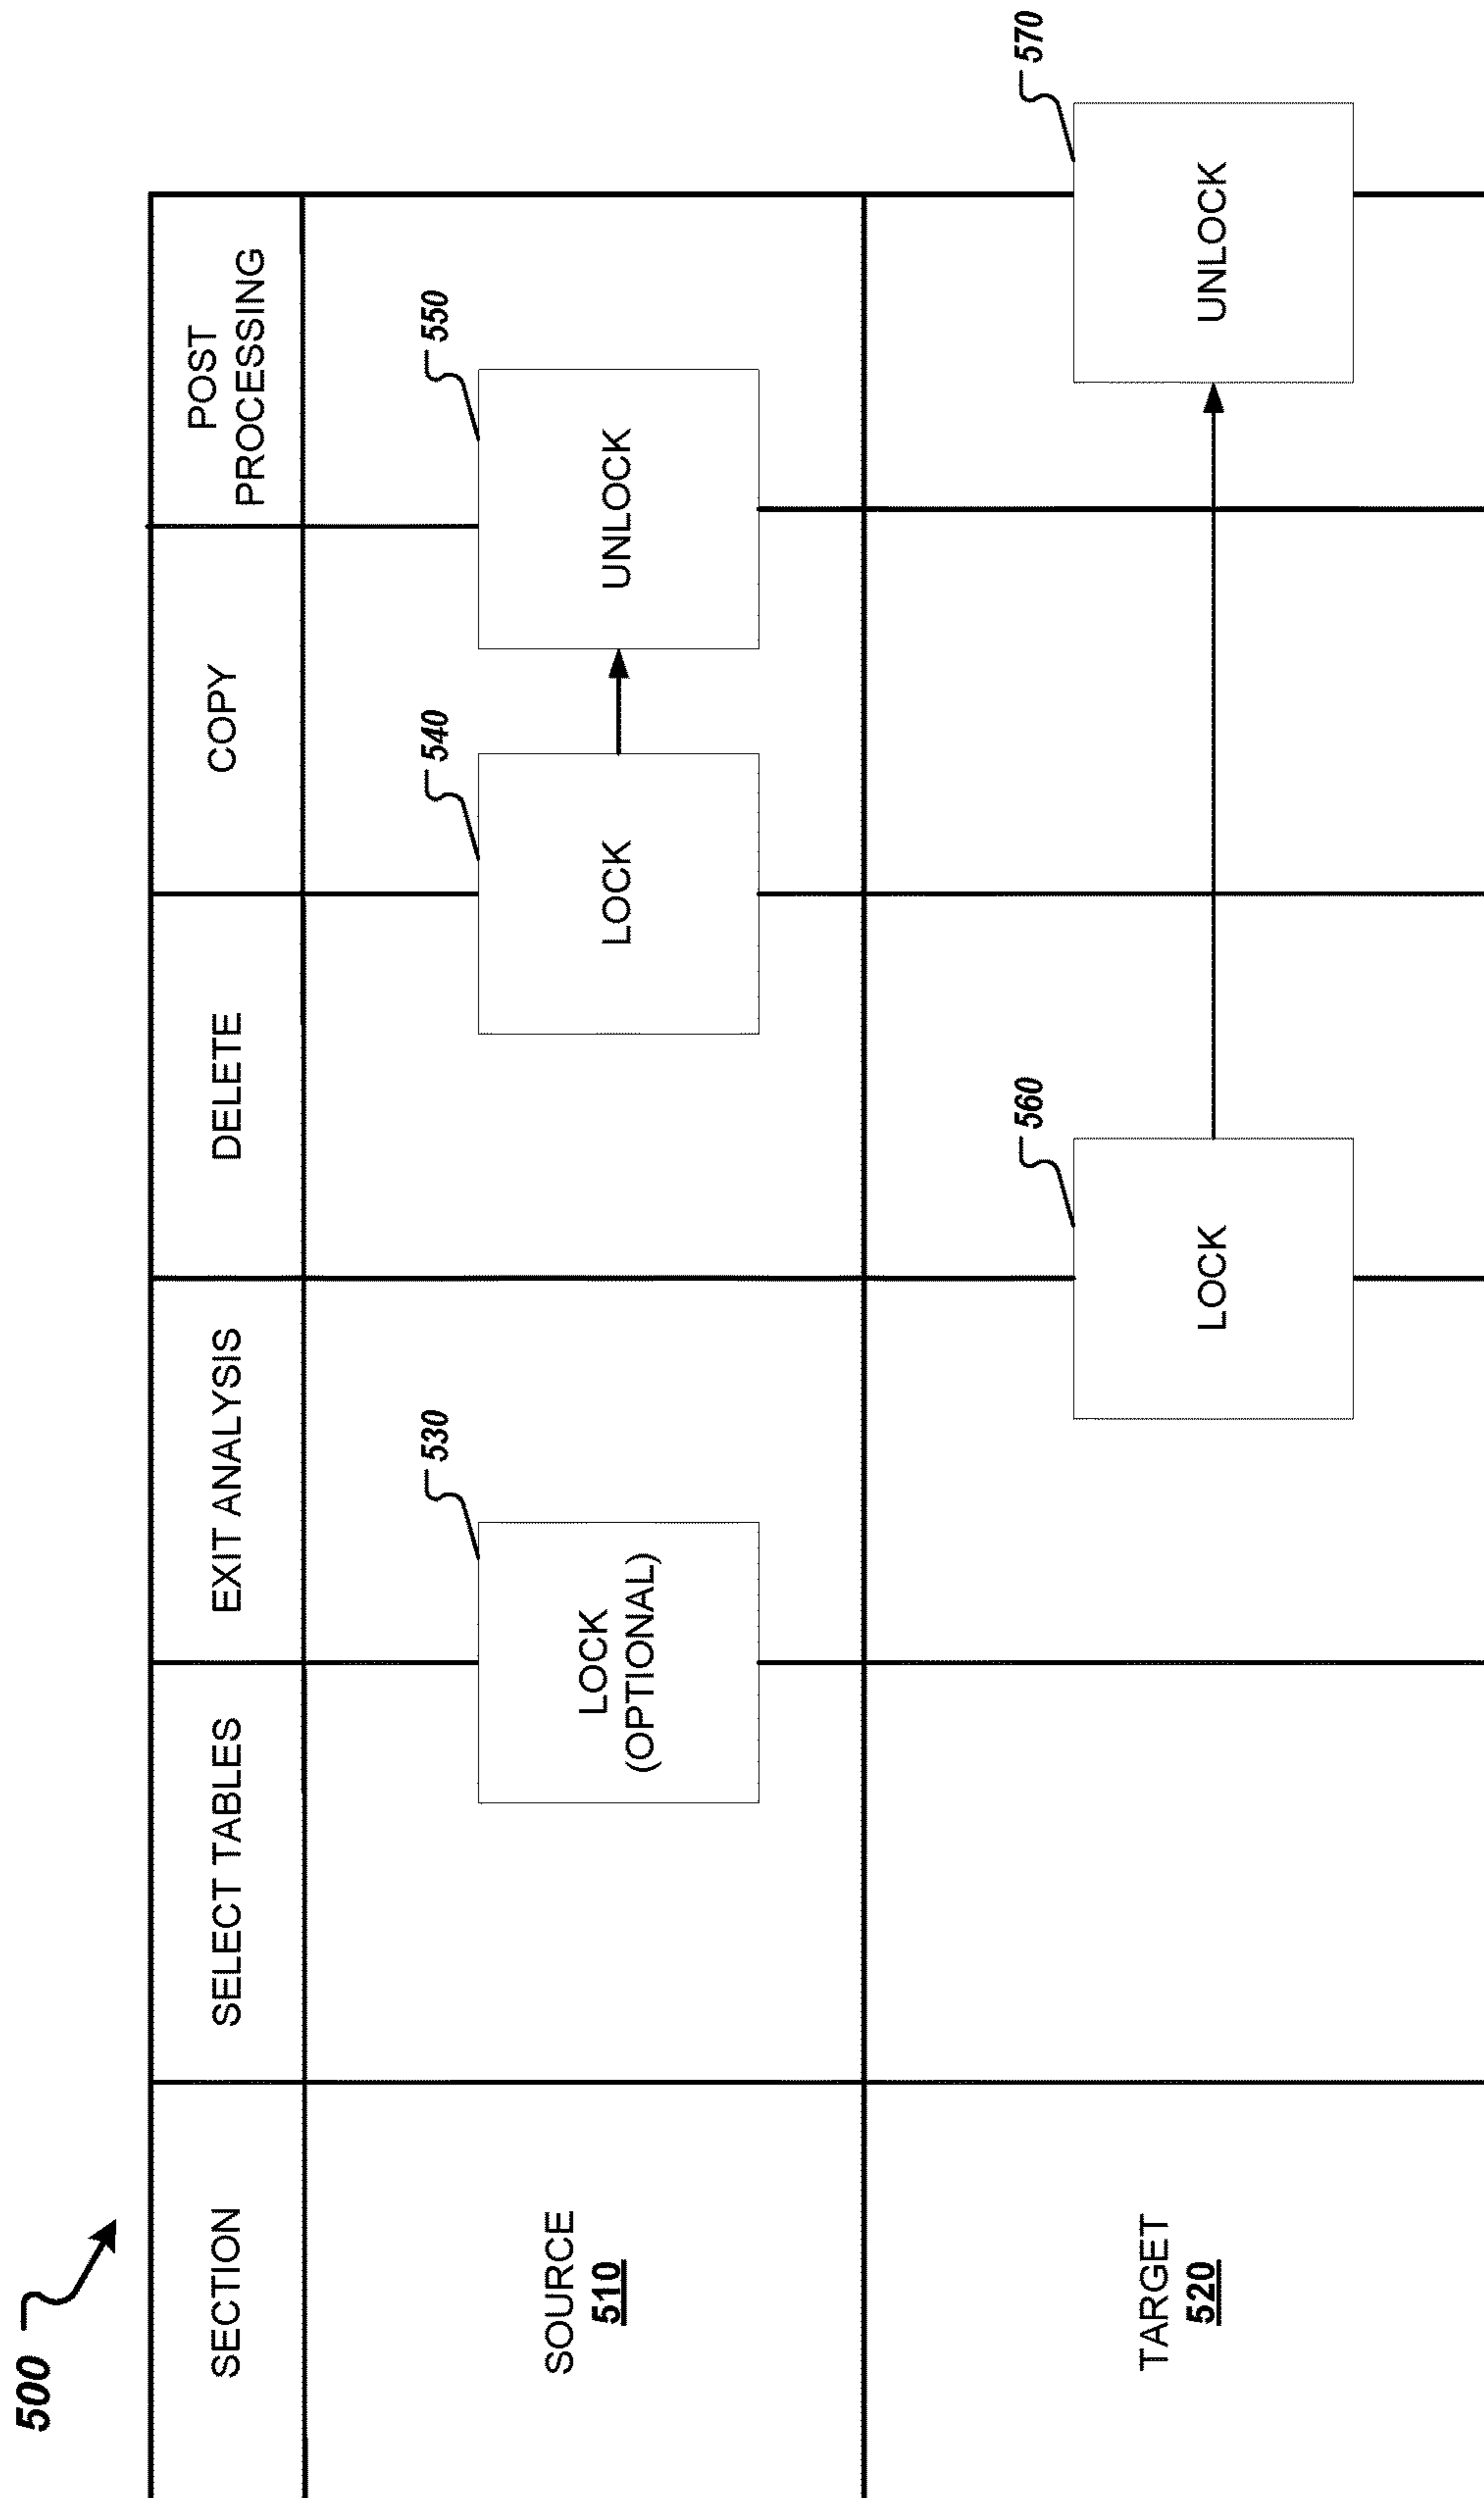 500
SECTION
SELECT TABLES
EXIT ANALYSIS
DELETE
COPY
POST
PROCESSING
SOURCE
510
LOCK
(OPTIONAL)
530
LOCK
540
UNLOCK
550
TARGET
520
LOCK
560
UNLOCK
570